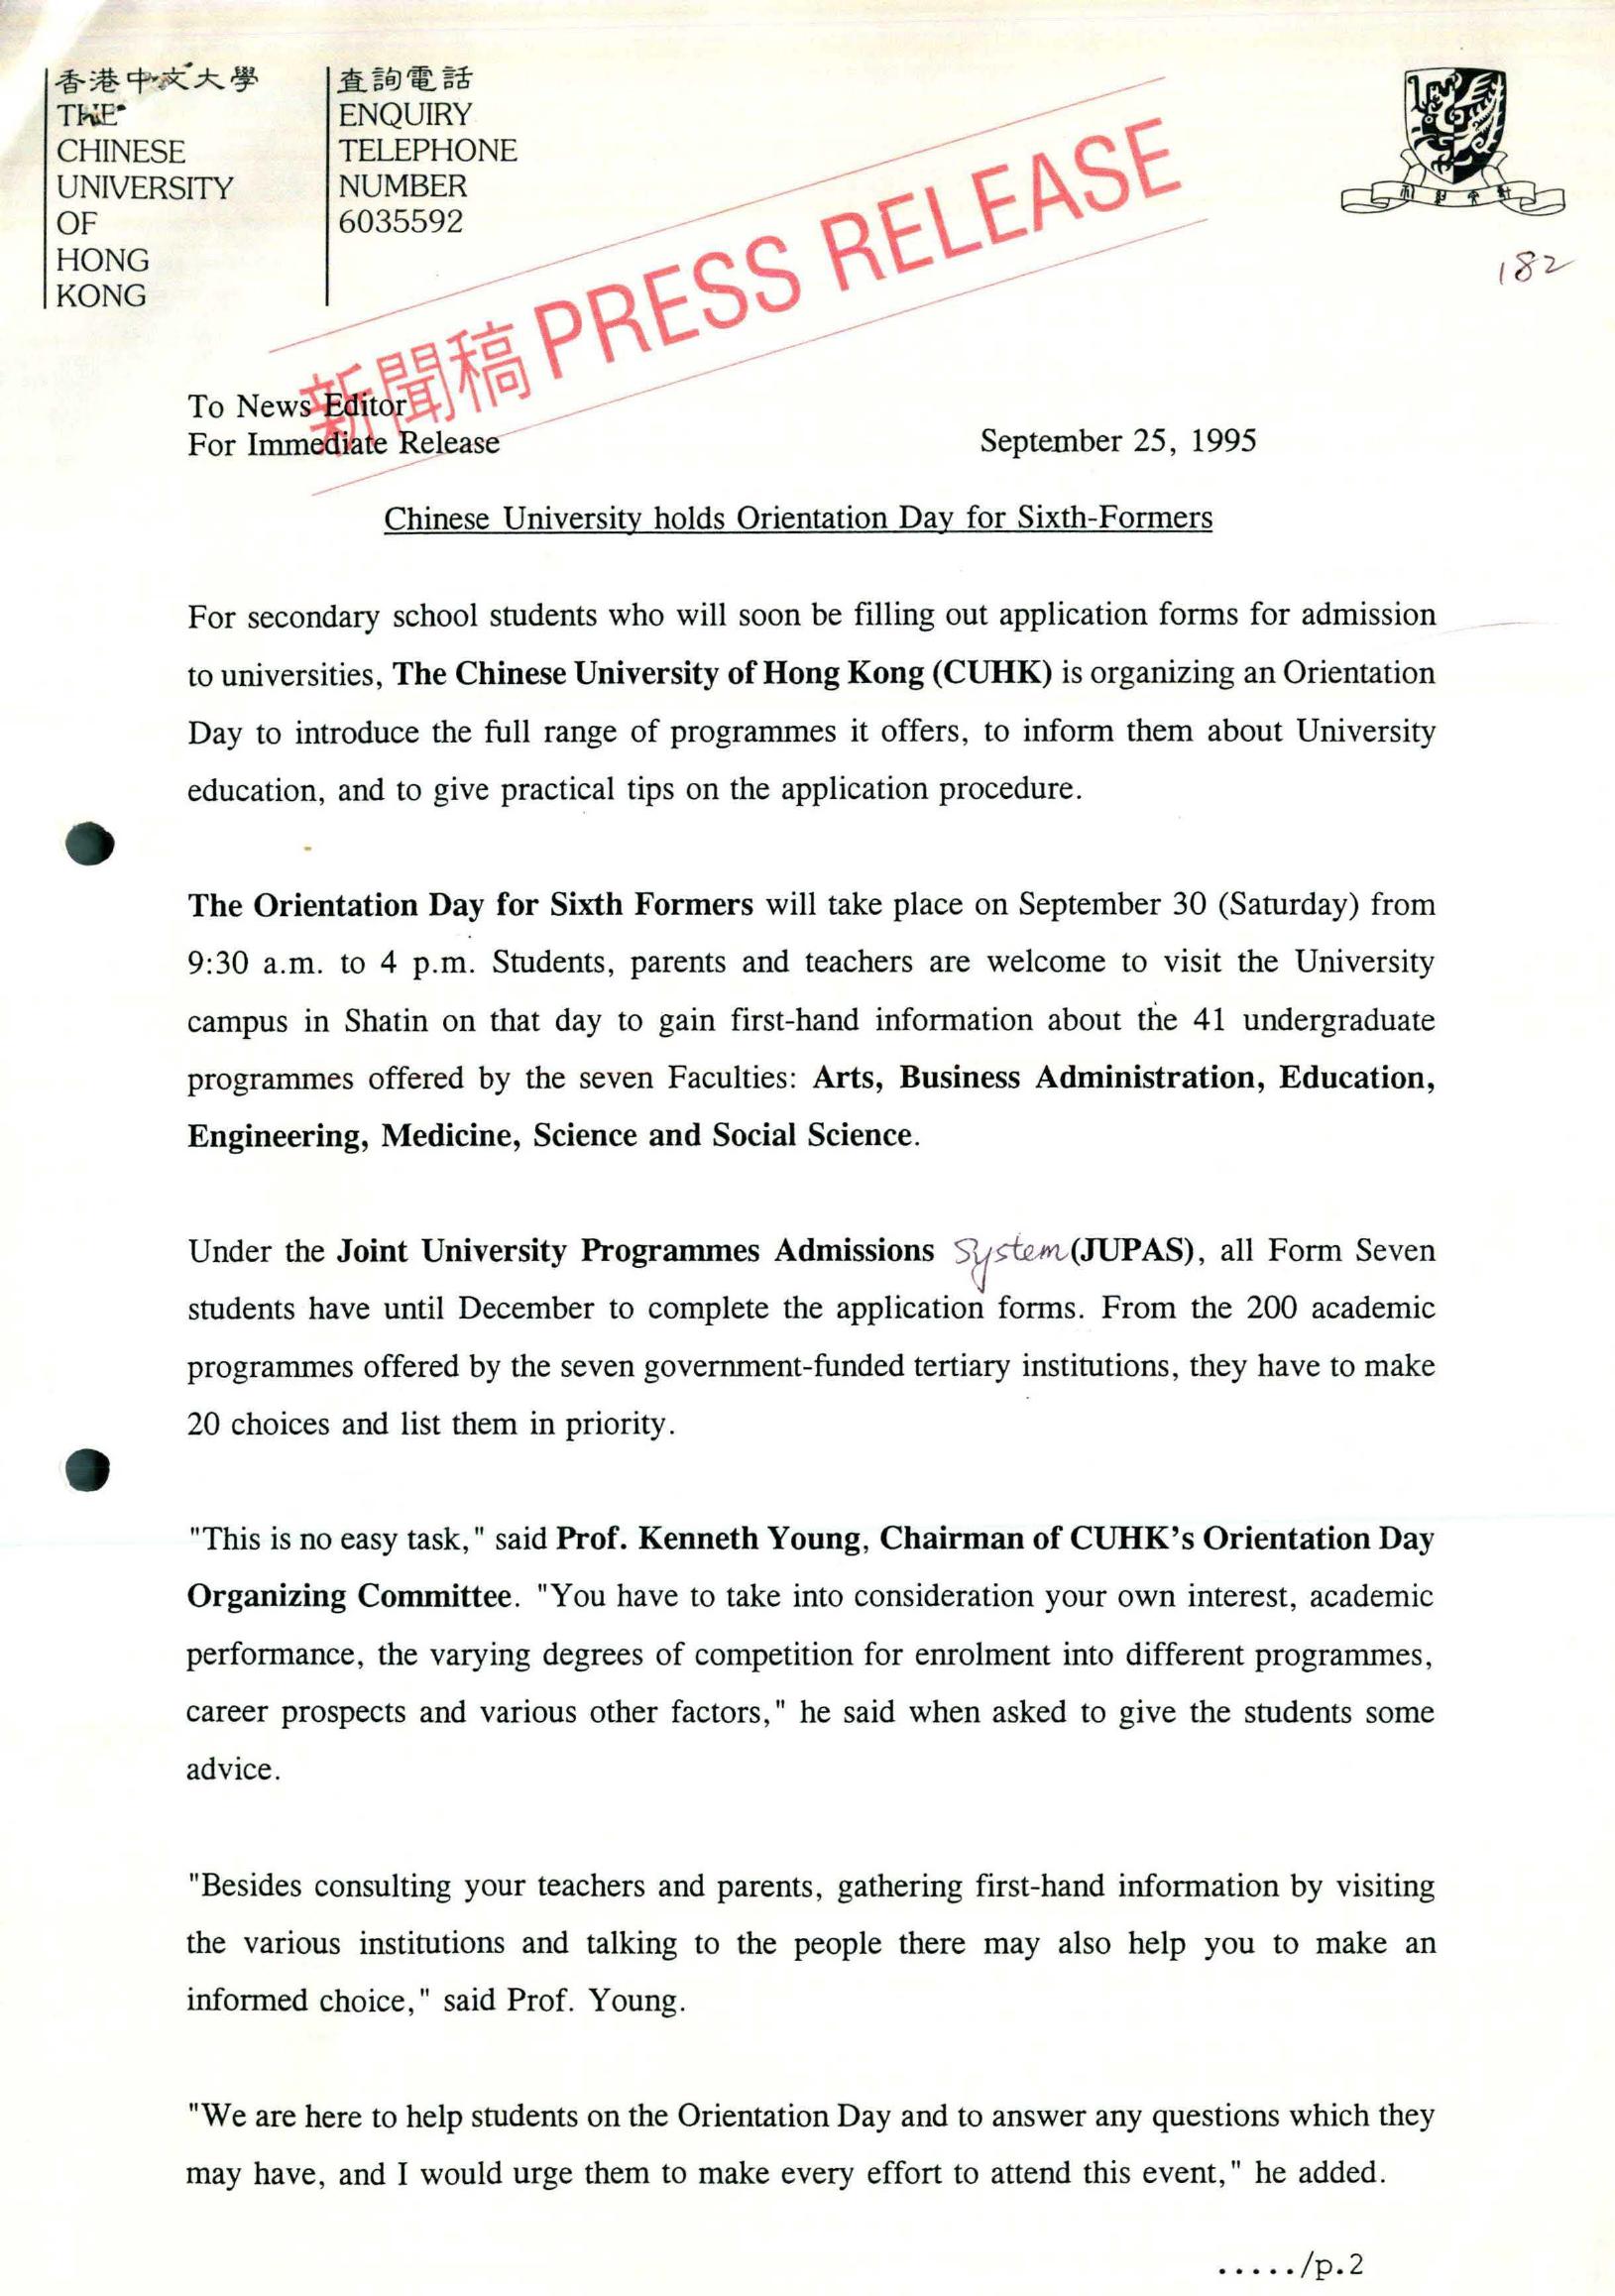 香港中文大學
THE
CHINESE
UNIVERSITY
OF
HONG
KONG
查詢電話
ENQUIRY
TELEPHONE
NUMBER
6035592
新聞稿 PRESS RELEASE
182
To News Editor
For Immediate Release
September 25, 1995
Chinese University holds Orientation Day for Sixth-Formers
For secondary school students who will soon be filling out application forms for admission
to universities, The Chinese University of Hong Kong (CUHK) is organizing an Orientation
Day to introduce the full range of programmes it offers, to inform them about University
education, and to give practical tips on the application procedure.
The Orientation Day for Sixth Formers will take place on September 30 (Saturday) from
9:30 a.m. to 4 p.m. Students, parents and teachers are welcome to visit the University
campus in Shatin on that day to gain first-hand information about the 41 undergraduate
programmes offered by the seven Faculties: Arts, Business Administration, Education,
Engineering, Medicine, Science and Social Science.
Under the Joint University Programmes Admissions System (JUPAS), all Form Seven
students have until December to complete the application forms. From the 200 academic
programmes offered by the seven government-funded tertiary institutions, they have to make
20 choices and list them in priority.
"This is no easy task," said Prof. Kenneth Young, Chairman of CUHK's Orientation Day
Organizing Committee. "You have to take into consideration your own interest, academic
performance, the varying degrees of competition for enrolment into different programmes,
career prospects and various other factors," he said when asked to give the students some
advice.
"Besides consulting your teachers and parents, gathering first-hand information by visiting
the various institutions and talking to the people there may also help you to make an
informed choice," said Prof. Young.
"We are here to help students on the Orientation Day and to answer any questions which they
may have, and I would urge them to make every effort to attend this event," he added.
...../p.2